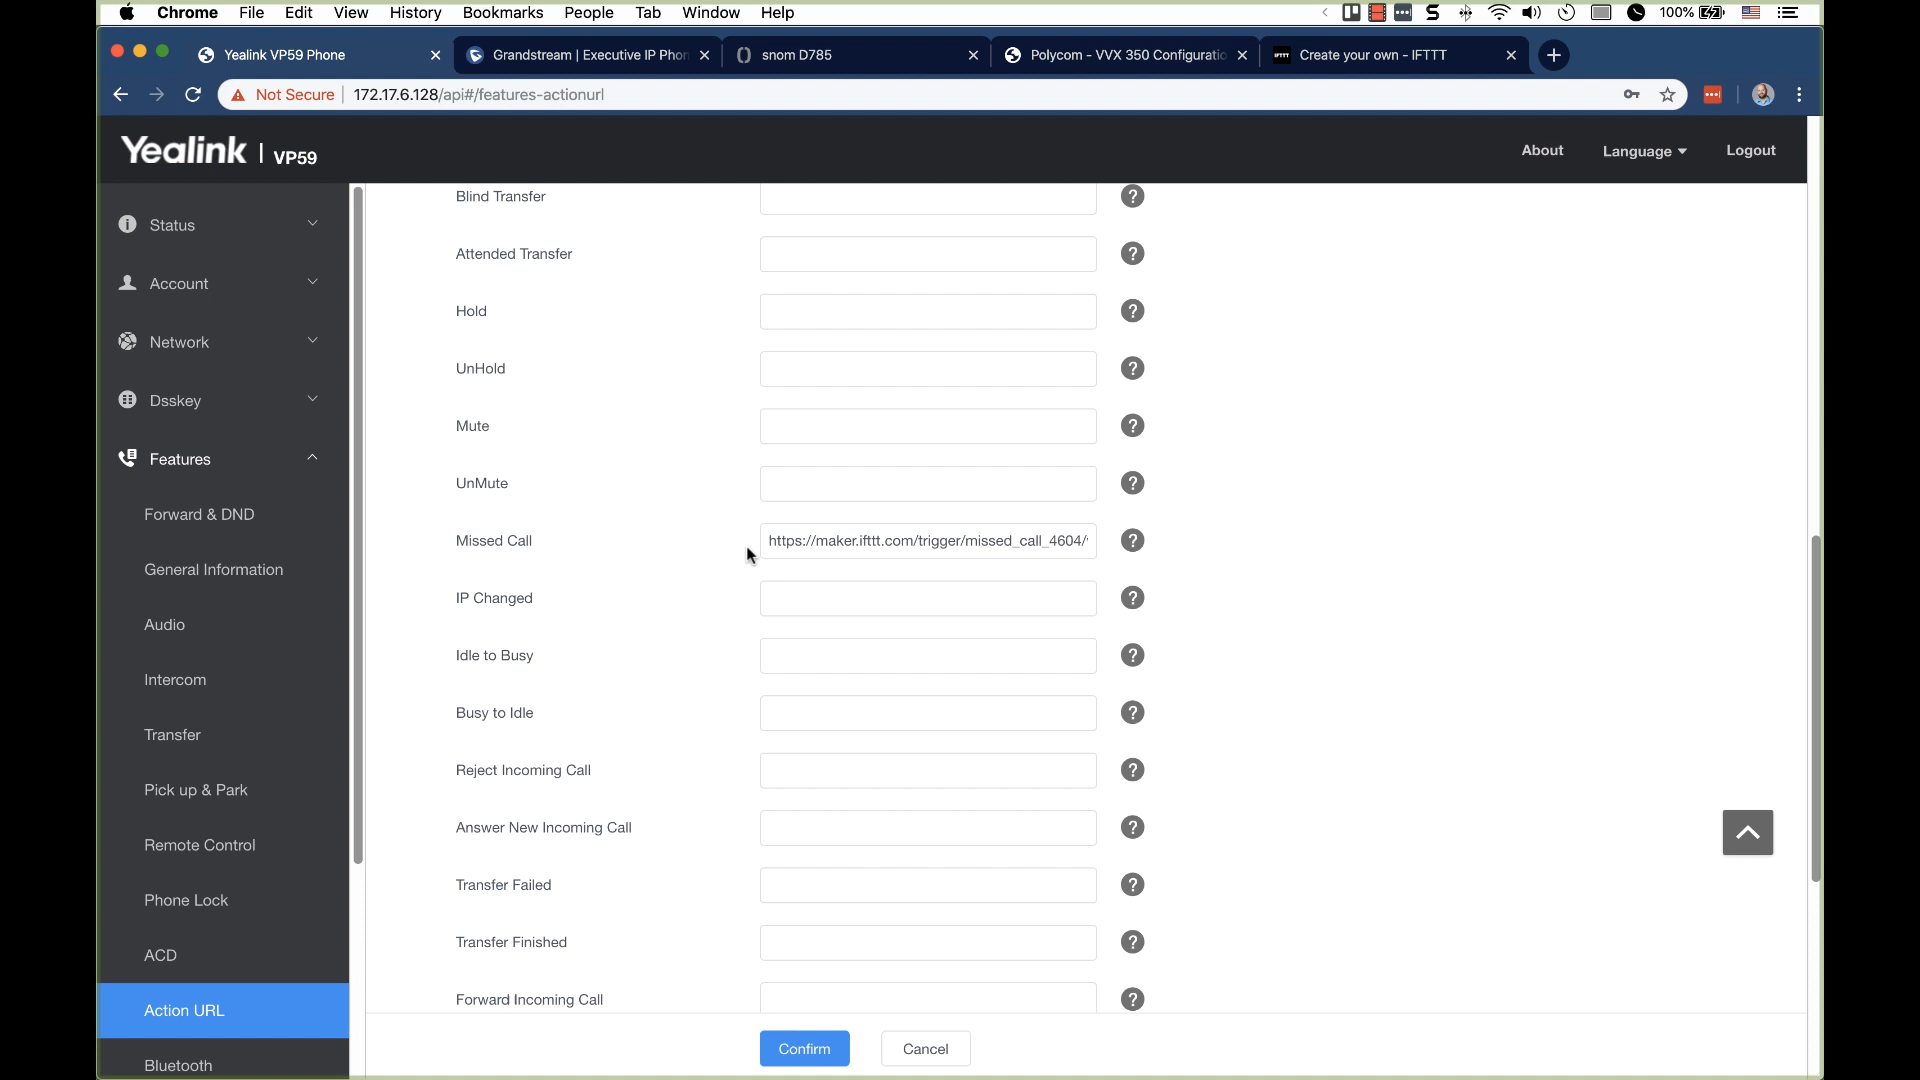 Chrome File Edit View History Bookmarks People Tab Window Help 100%
Yealink VP59 Phone Grandstream | Executive IP Phon snom D785 Polycom - VVX 350 Configuratio IFTTT Create your own - IFTTT
Not Secure 172.17.6.128/api#/features-actionurl
Yealink | VP59 About Language Logout
Status
Account
Network
Dsskey
Features
Forward & DND
General Information
Audio
Intercom
Transfer
Pick up & Park
Remote Control
Phone Lock
ACD
Action URL
Bluetooth
Blind Transfer ?
Attended Transfer ?
Hold ?
UnHold ?
Mute ?
UnMute ?
Missed Call https://maker.ifttt.com/trigger/missed_call_4604/ ?
IP Changed ?
Idle to Busy ?
Busy to Idle ?
Reject Incoming Call ?
Answer New Incoming Call ?
Transfer Failed ?
Transfer Finished ?
Forward Incoming Call ?
Confirm Cancel